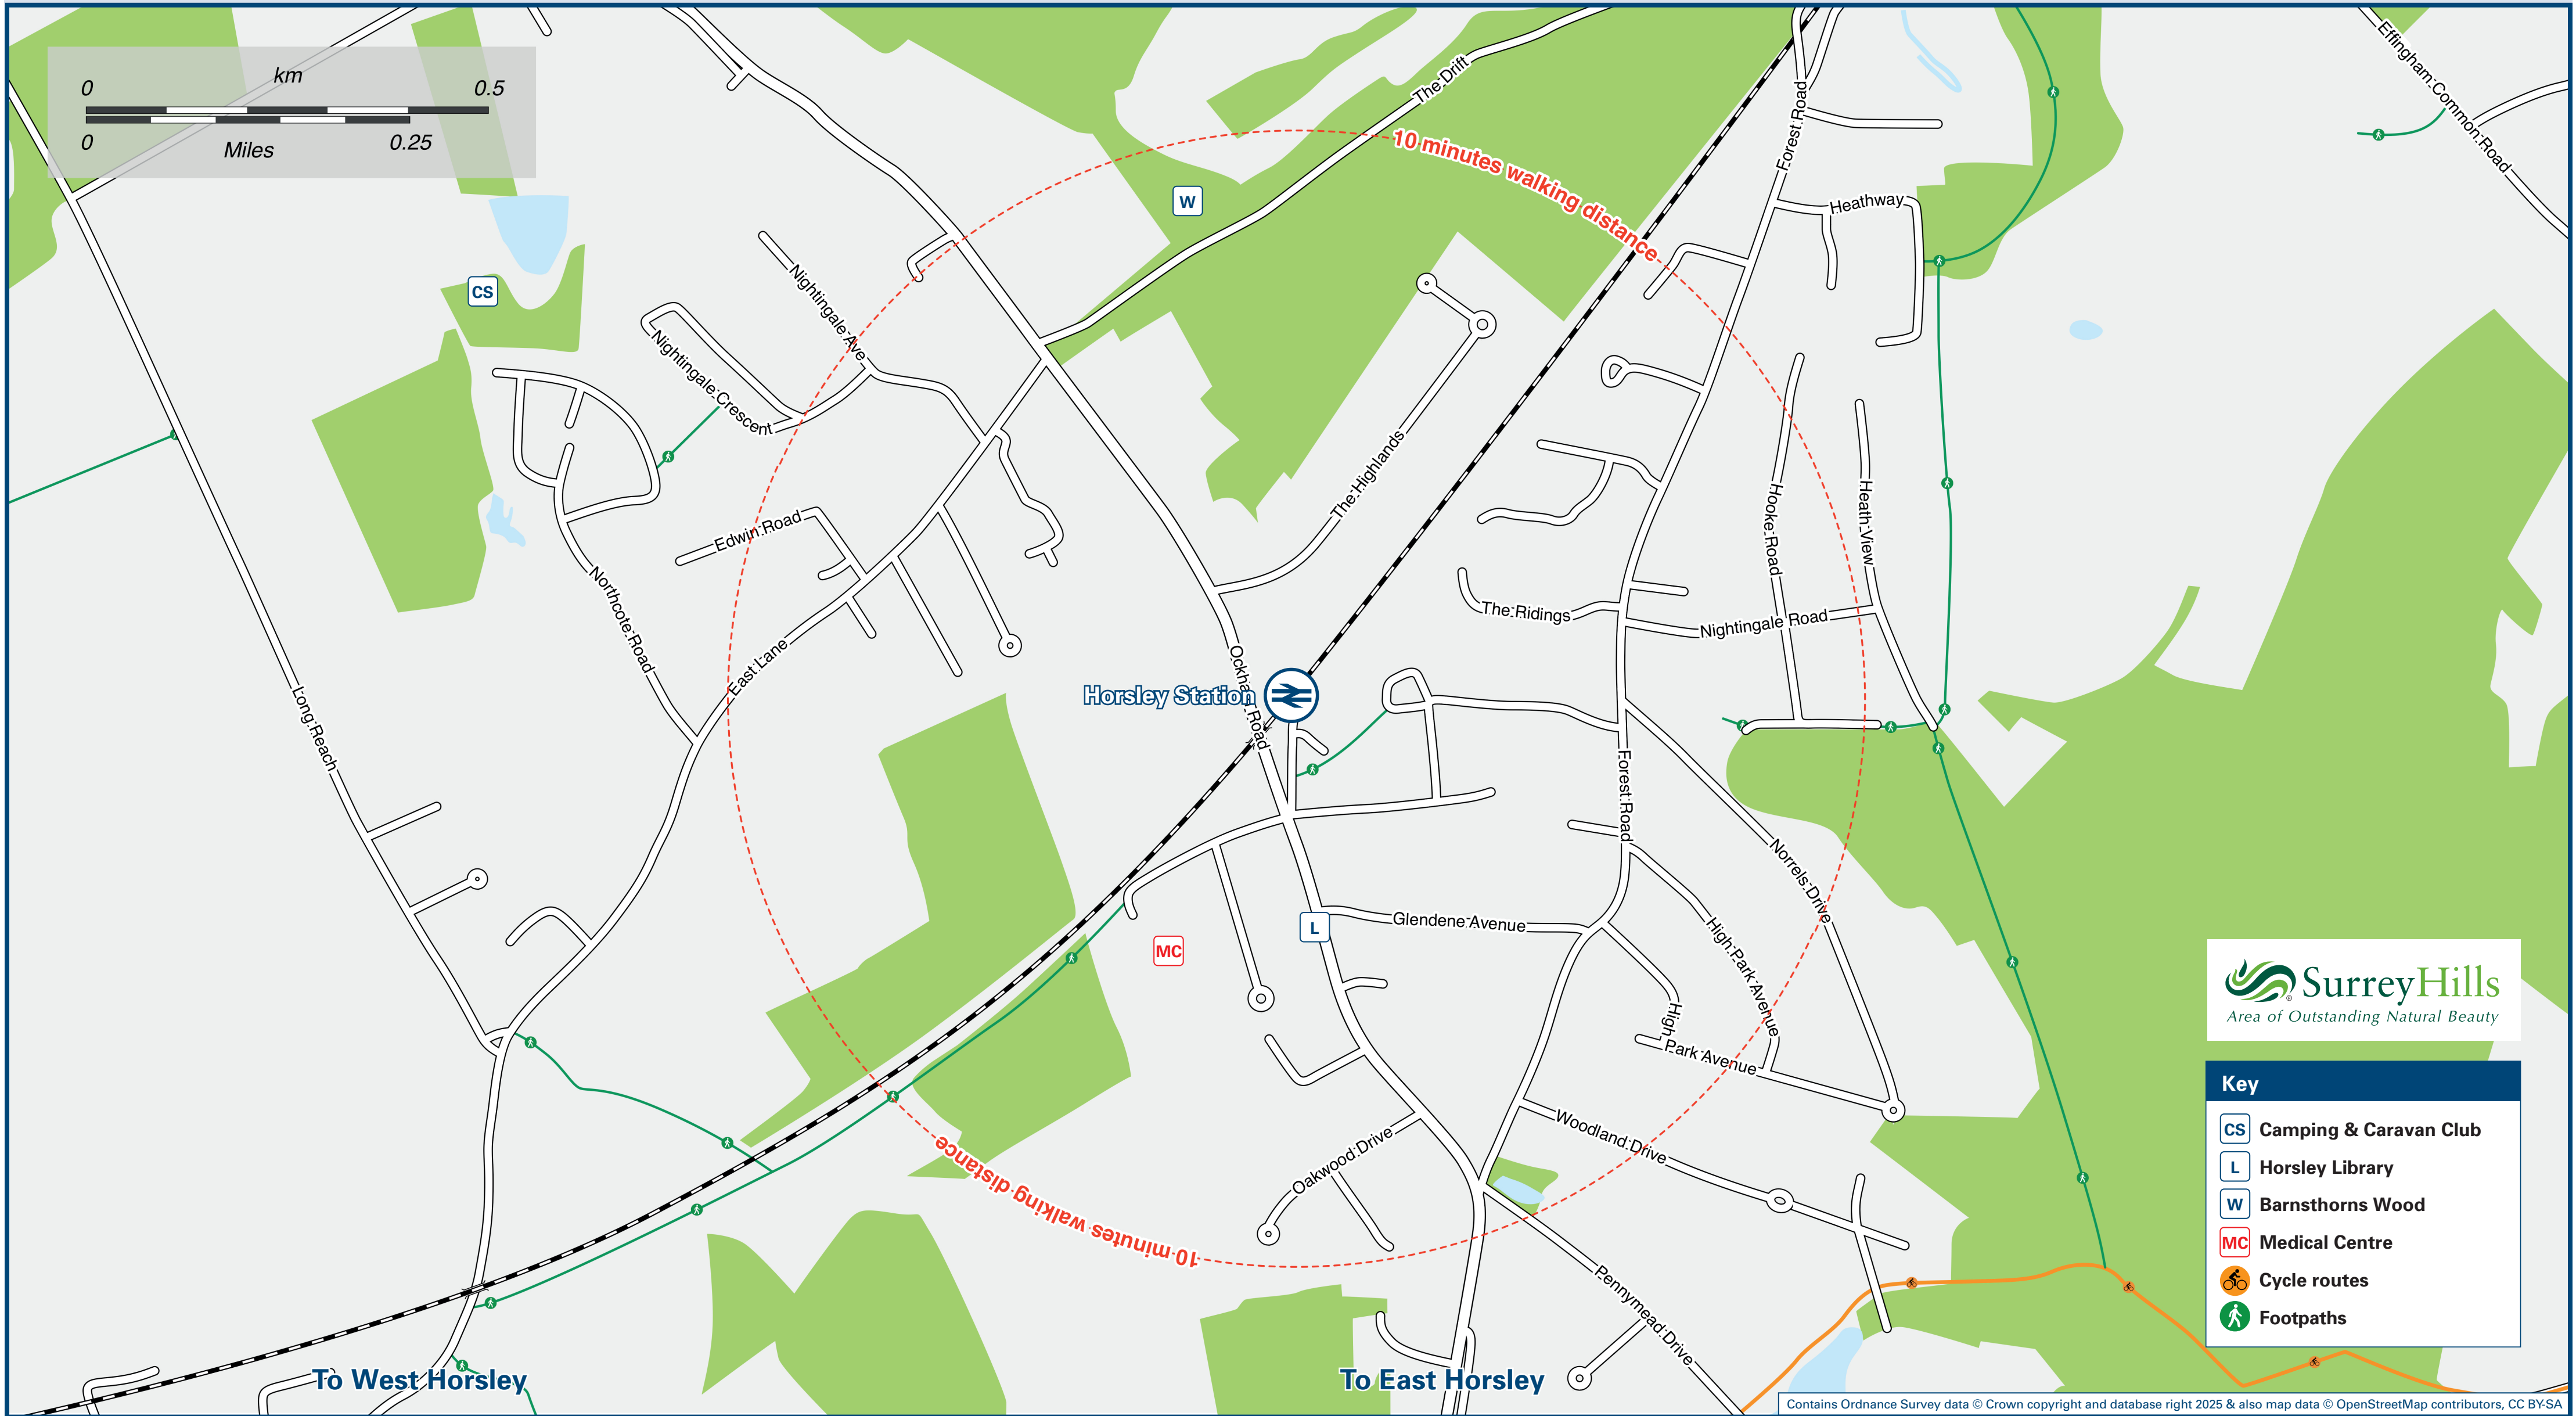 km
0 0.5
0 0.25
Miles
The Drift
10 minutes walking distance
Forest Road
Effingham Common Road
Heathway
W
CS
Nightingale Ave
Nightingale Crescent
The Highlands
Hooke Road
Heath View
Edwin Road
Northcote Road
East Lane
The Ridings
Nightingale Road
Ockham Road
Horsley Station
Long Reach
Forest Road
Norrels Drive
L
Glendene Avenue
MC
High Park Avenue
High
Park Avenue
Woodland Drive
Oakwood Drive
10 minutes walking distance
Pennymead Drive
To West Horsley
To East Horsley
SurreyHills
®
Area of Outstanding Natural Beauty
Key
CS Camping & Caravan Club
L Horsley Library
W Barnsthorns Wood
MC Medical Centre
Cycle routes
Footpaths
Contains Ordnance Survey data © Crown copyright and database right 2025 & also map data © OpenStreetMap contributors, CC BY-SA